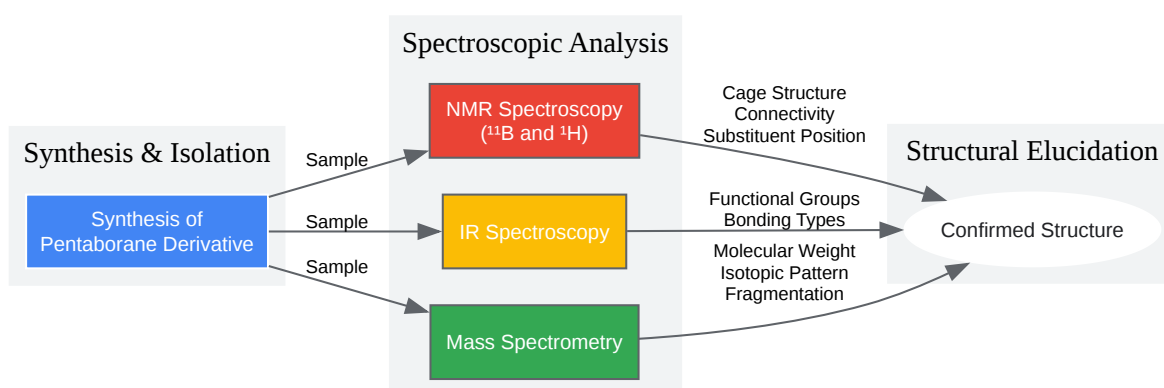 Synthesis & Isolation
Synthesis of
Pentaborane Derivative
Sample
Sample
Sample
Spectroscopic Analysis
NMR Spectroscopy
(¹¹B and ¹H)
IR Spectroscopy
Mass Spectrometry
Cage Structure
Connectivity
Substituent Position
Functional Groups
Bonding Types
Molecular Weight
Isotopic Pattern
Fragmentation
Structural Elucidation
Confirmed Structure